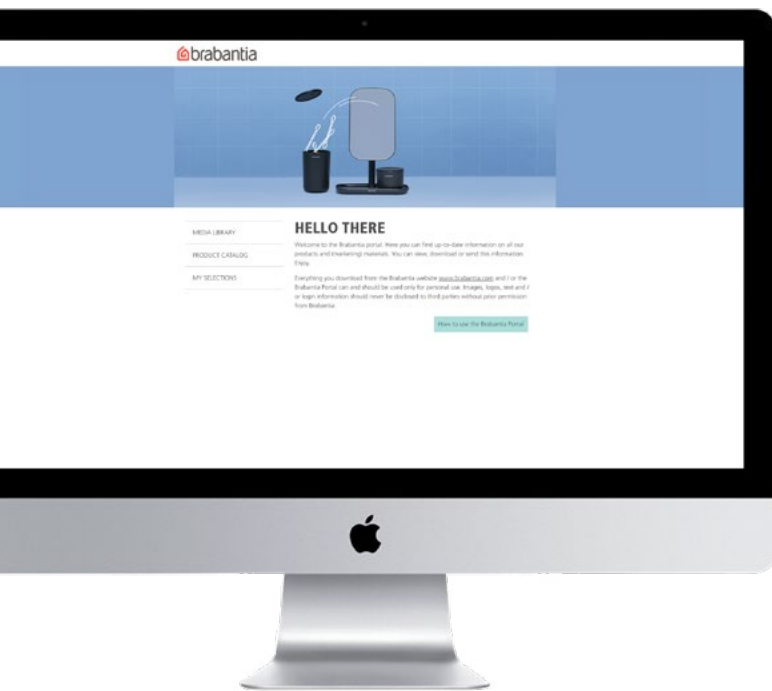 brabantia
MEDIA LIBRARY
PRODUCT CATALOG
MY SELECTIONS
HELLO THERE
Welcome to the Brabantia portal. Here you can find up-to-date information on all our
products and (marketing) materials. You can view, download or send this information
Everything you download from the Brabantia website www.brabantia.com and / or the
Brabantia Portal can and should be used only for personal use. Images, logos, text and /
or login information should never be disclosed to third parties without prior permission
from Brabantia.
How to use the Brabantia Portal